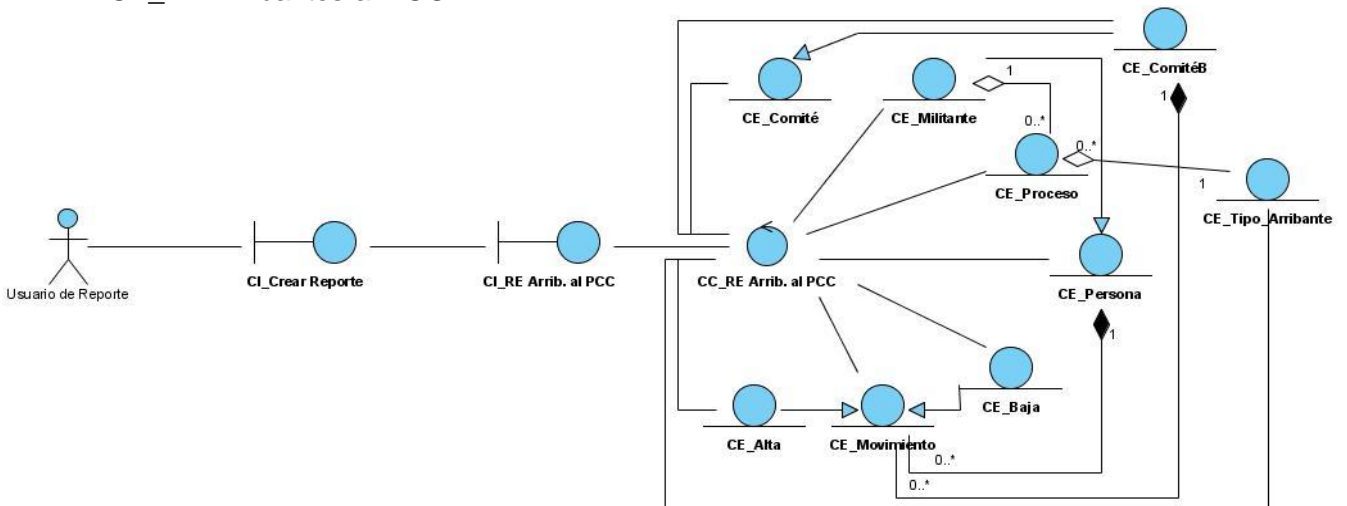 CE_ComitéB
1
CE_Comité
CE_Militante
1
0..*
0..*
CE_Proceso
1
CE_Tipo_Arribante
Usuario de Reporte
CI_Crear Reporte
CI_RE Arrib. al PCC
CC_RE Arrib. al PCC
CE_Persona
1
CE_Baja
CE_Alta
CE_Movimiento
0..*
0..*